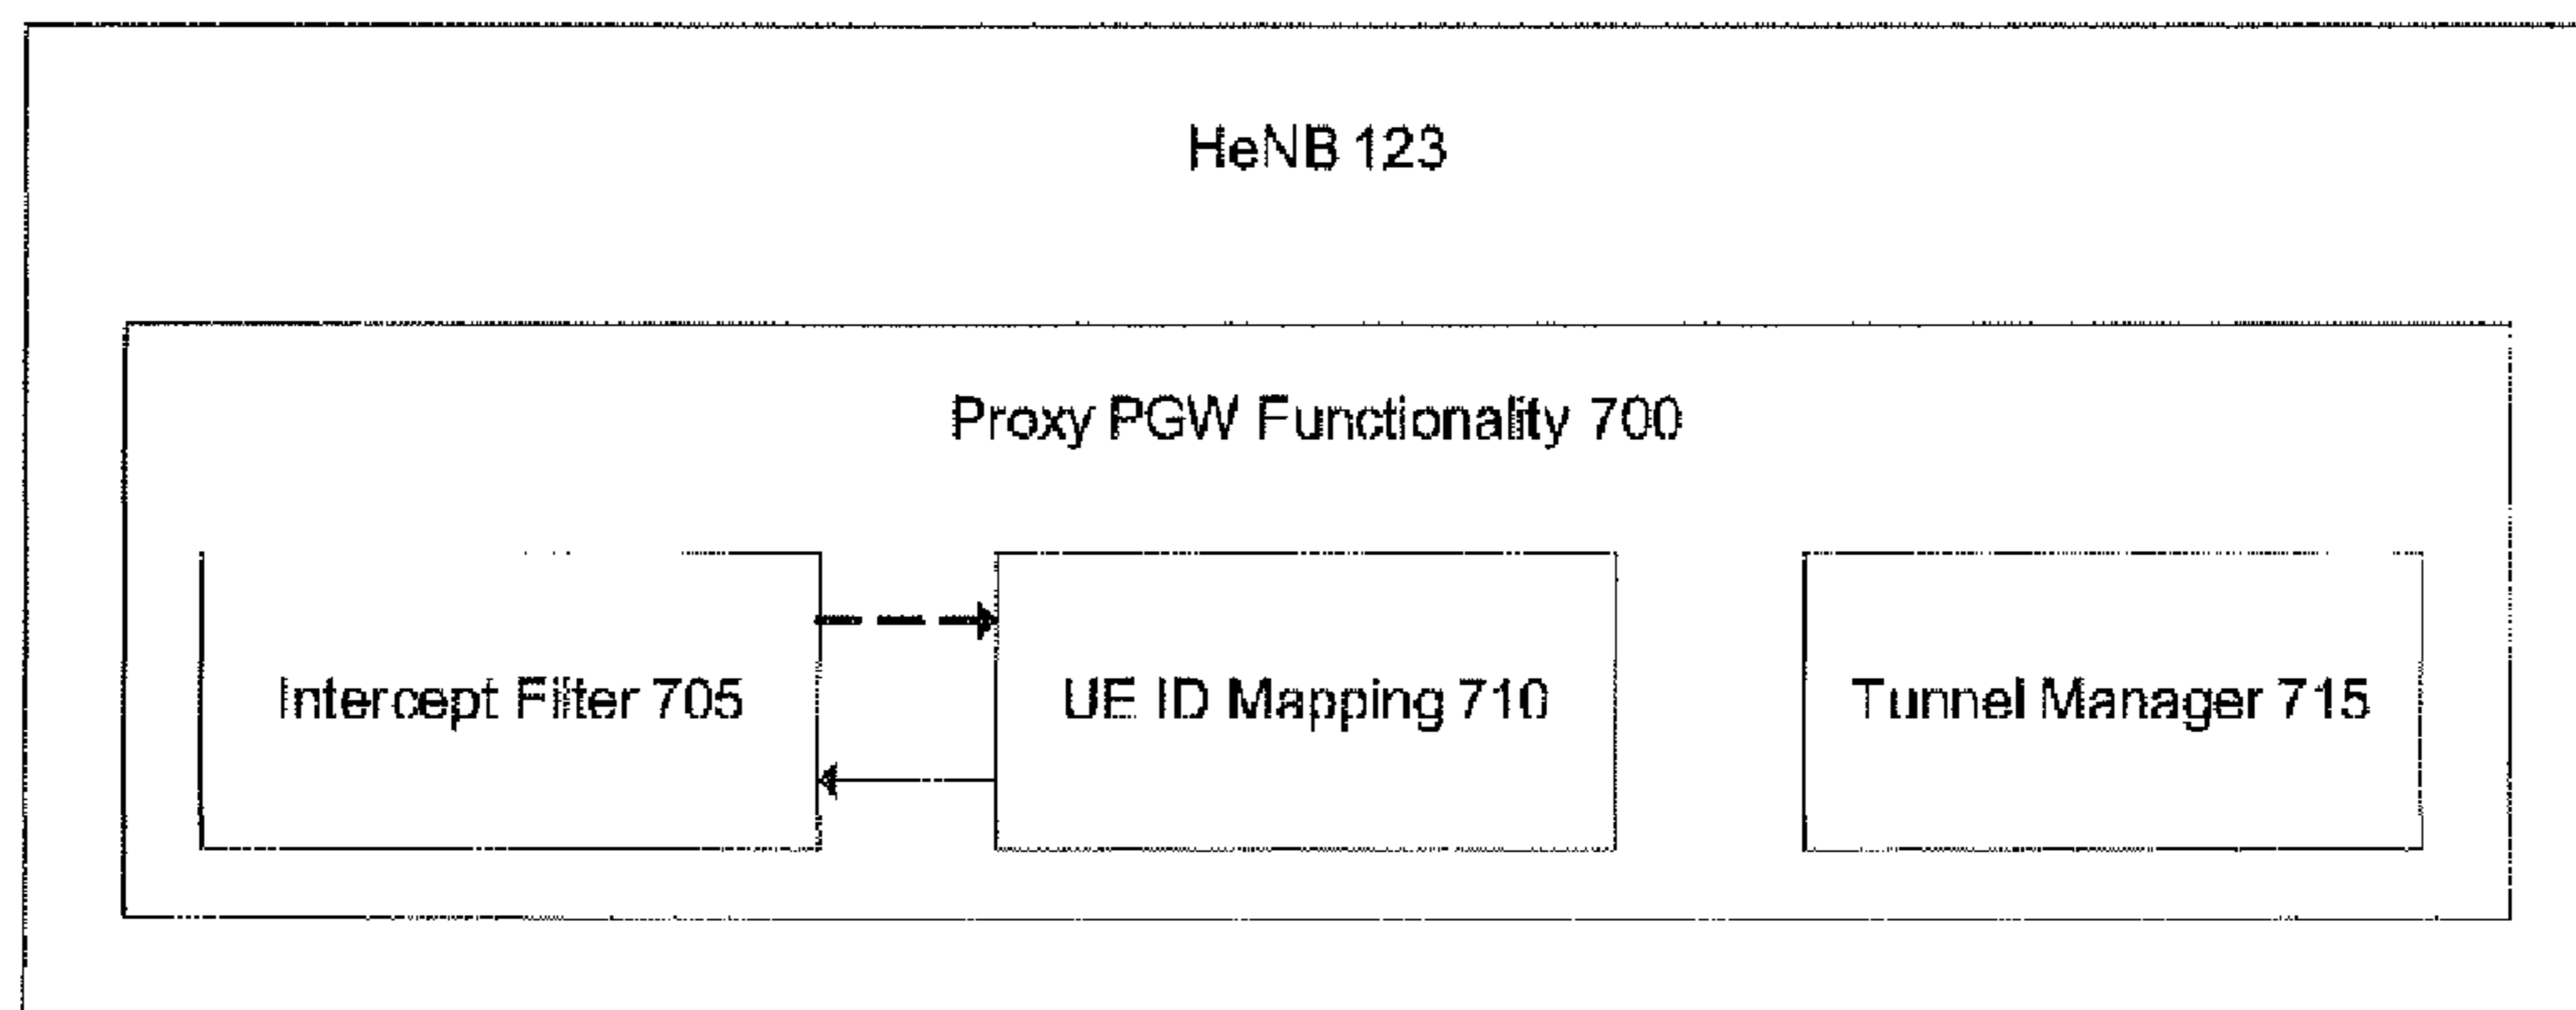 HeNB 123
Proxy PGW Functionality 700
Intercept Filter 705
UE ID Mapping 710
Tunnel Manager 715